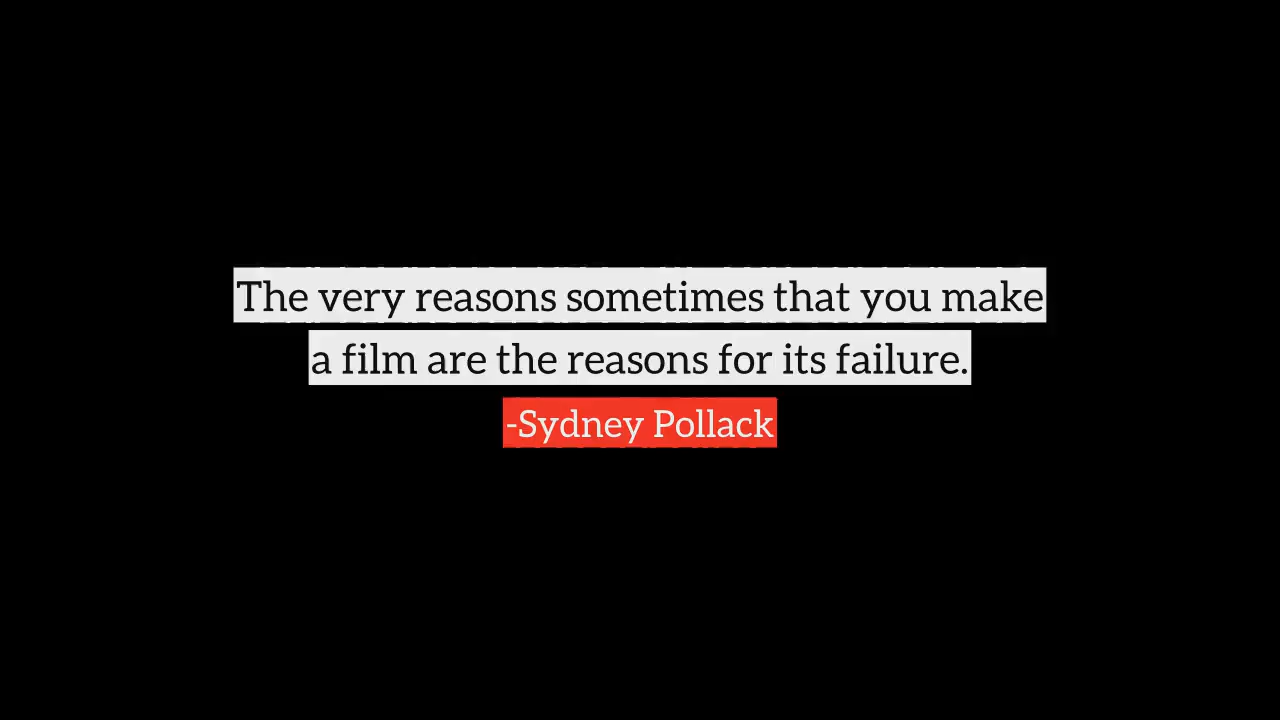 The very reasons sometimes that you make
a film are the reasons for its failure.
-Sydney Pollack